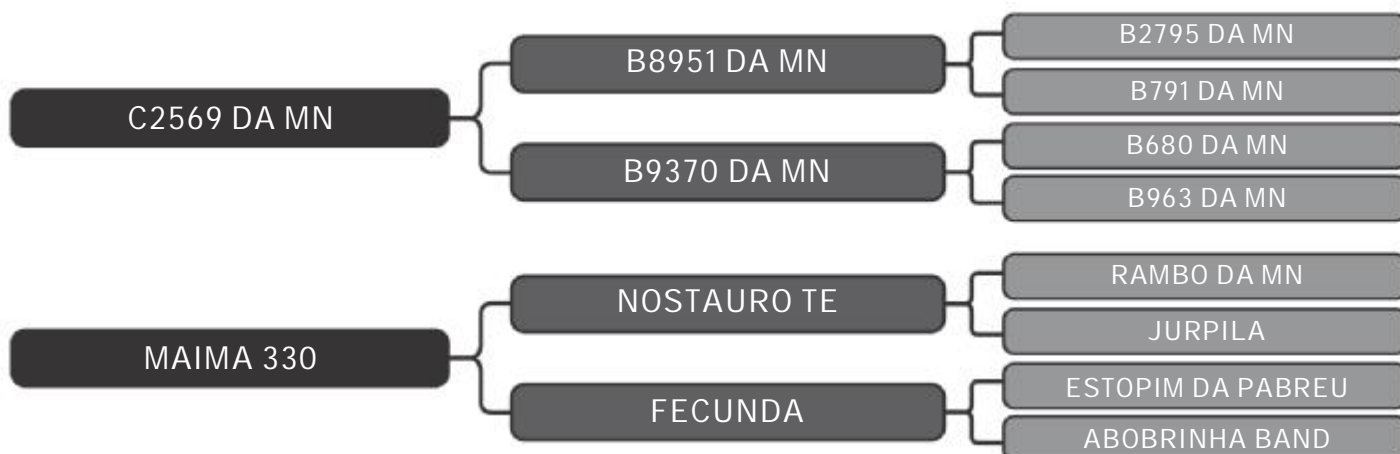 B2795 DA MN
B8951 DA MN
B791 DA MN
C2569 DA MN
B680 DA MN
B9370 DA MN
B963 DA MN
RAMBO DA MN
NOSTAURO TE
JURPILA
MAIMA 330
ESTOPIM DA PABREU
FECUNDA
ABOBRINHA BAND